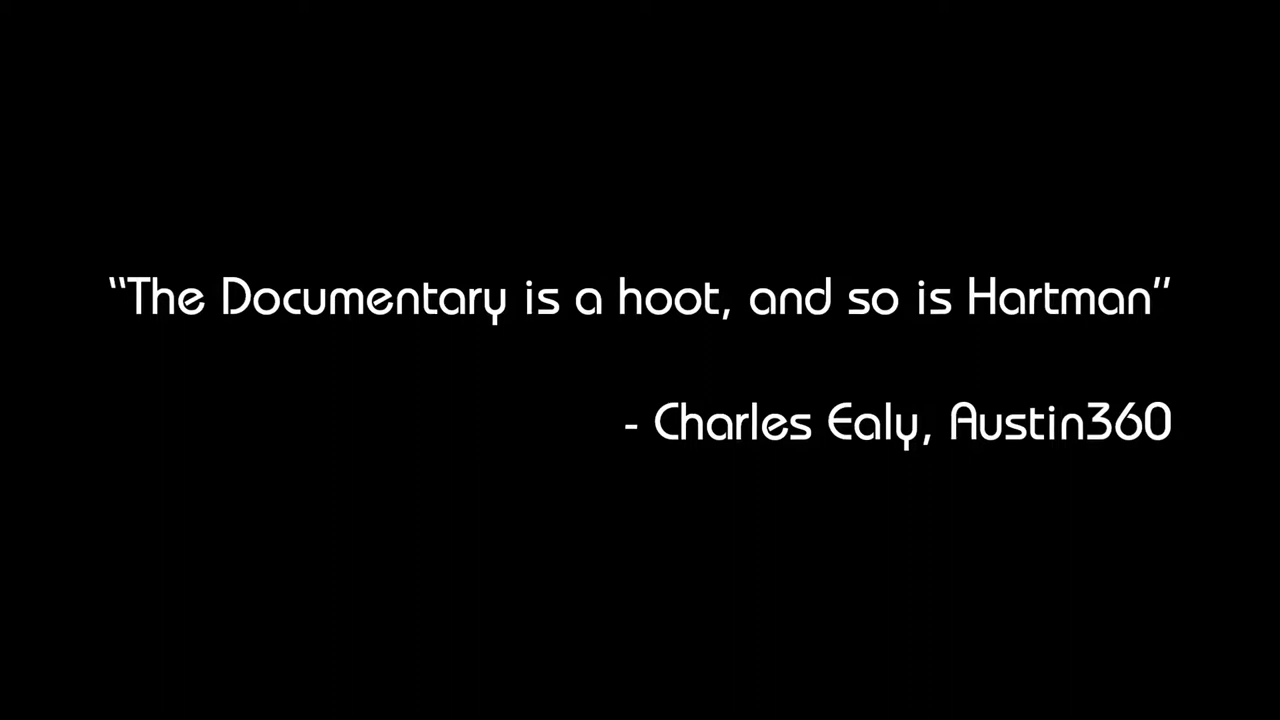 “The Documentary is a hoot, and so is Hartman”
- Charles Ealy, Austin360